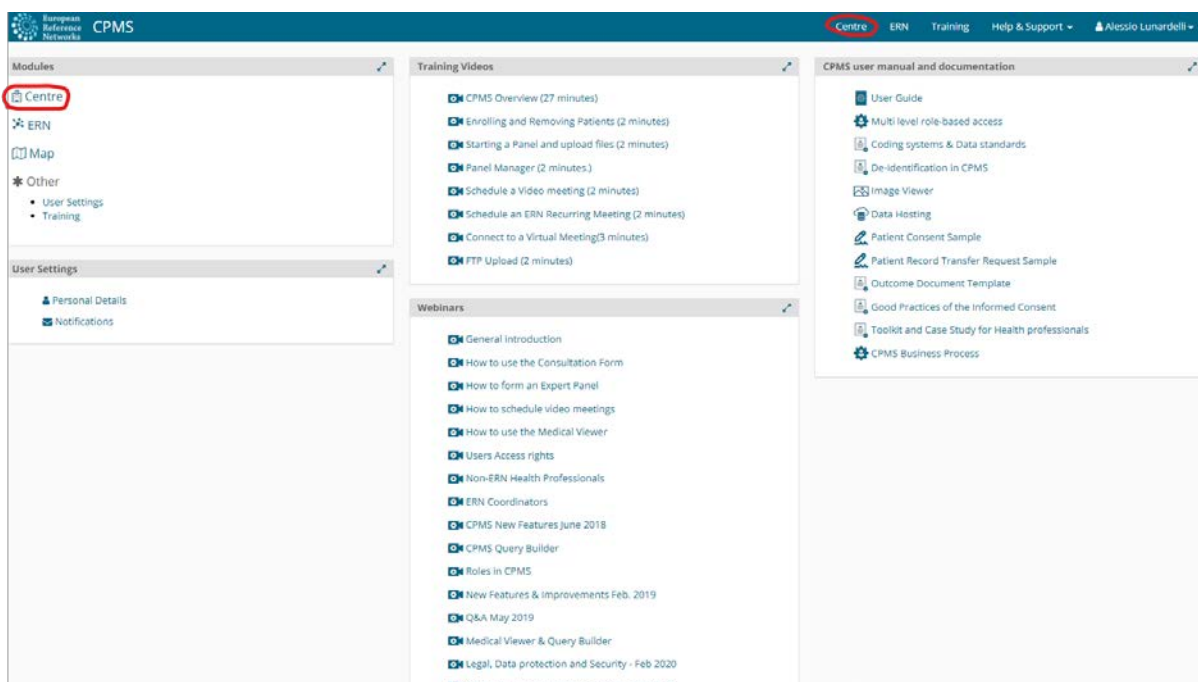 European
Reference
Networks
CPMS
Centre
ERN
Training
Help & Support
Alessio Lunardelli
Modules
Centre
ERN
Map
Other
User Settings
Training
User Settings
Personal Details
Notifications
Training Videos
CPMS Overview (27 minutes)
Enrolling and Removing Patients (2 minutes)
Starting a Panel and upload files (2 minutes)
Panel Manager (2 minutes.)
Schedule a Video meeting (2 minutes)
Schedule an ERN Recurring Meeting (2 minutes)
Connect to a Virtual Meeting(3 minutes)
FTP Upload (2 minutes)
Webinars
General introduction
How to use the Consultation Form
How to form an Expert Panel
How to schedule video meetings
How to use the Medical Viewer
Users Access rights
Non-ERN Health Professionals
ERN Coordinators
CPMS New Features June 2018
CPMS Query Builder
Roles in CPMS
New Features & Improvements Feb. 2019
Q&A May 2019
Medical Viewer & Query Builder
Legal, Data protection and Security - Feb 2020
CPMS user manual and documentation
User Guide
Multi level role-based access
Coding systems & Data standards
De-identification in CPMS
Image Viewer
Data Hosting
Patient Consent Sample
Patient Record Transfer Request Sample
Outcome Document Template
Good Practices of the Informed Consent
Toolkit and Case Study for Health professionals
CPMS Business Process